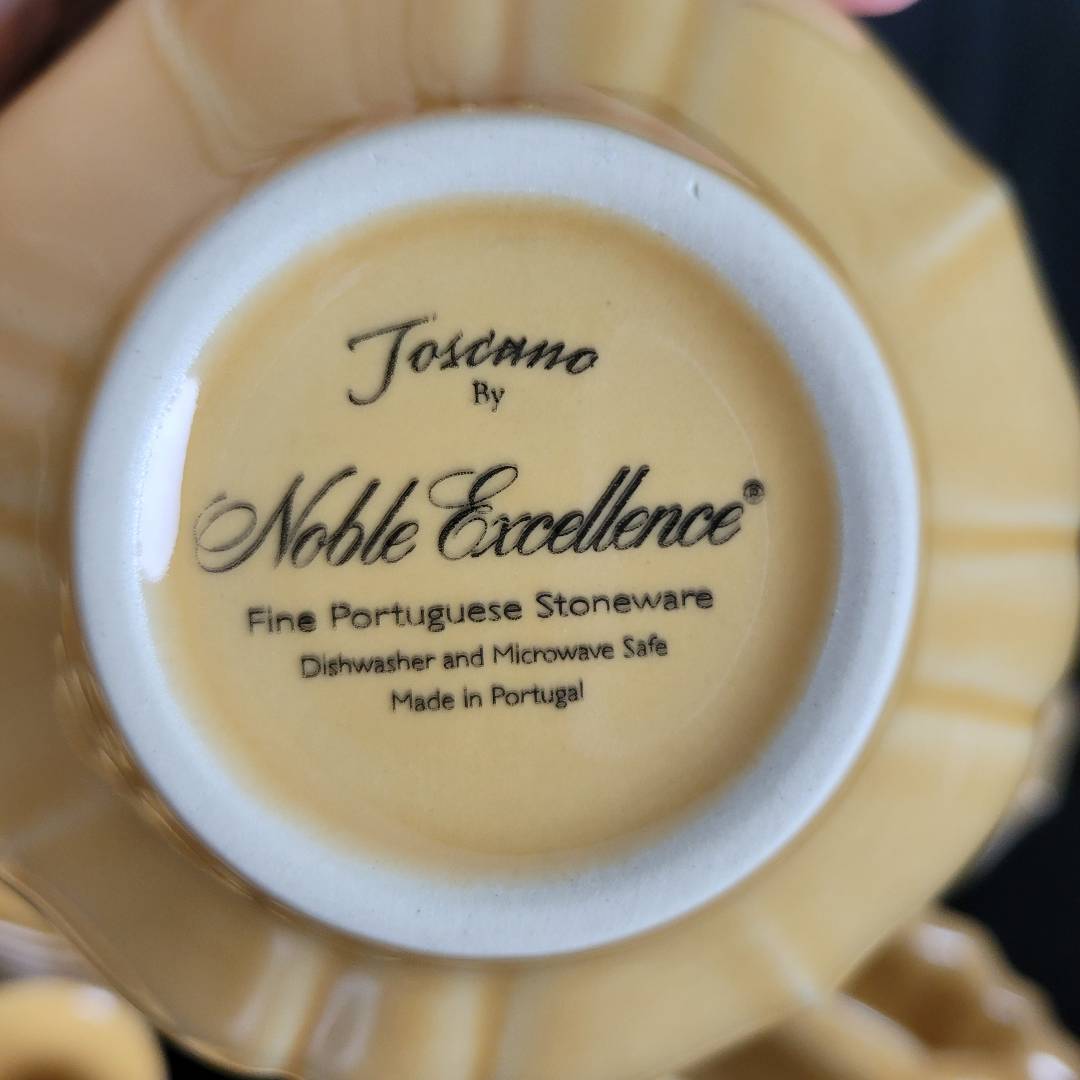 Toscano
By
Noble Excellence®
Fine Portuguese Stoneware
Dishwasher and Microwave Safe
Made in Portugal